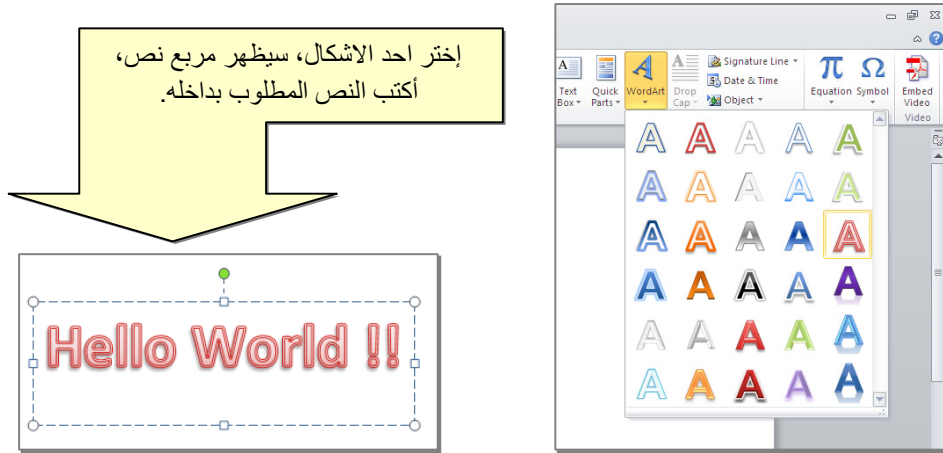 إختر احد الاشكال، سيظهر مربع نص،
أكتب النص المطلوب بداخله.
Hello World !!
Text Box
Quick Parts
WordArt
Drop Cap
Signature Line
Date & Time
Object
Equation
Symbol
Embed Video
Video
A A A A A
A A A A A
A A A A A
A A A A A
A A A A A
A A A A A